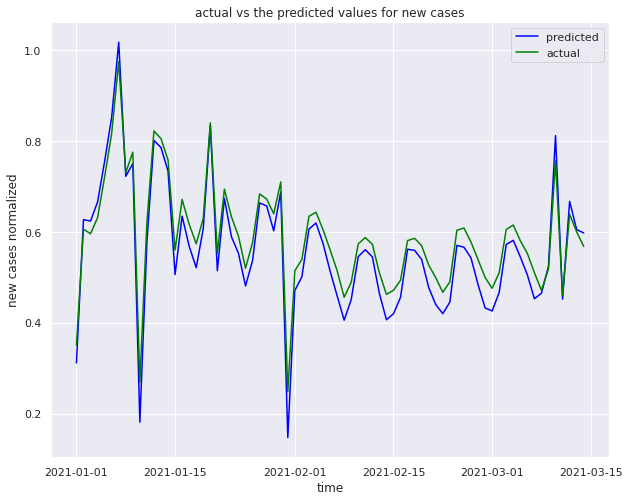 actual vs the predicted values for new cases
predicted
actual
new cases normalized
1.0
0.8
0.6
0.4
0.2
2021-01-01
2021-01-15
2021-02-01
2021-02-15
2021-03-01
2021-03-15
time